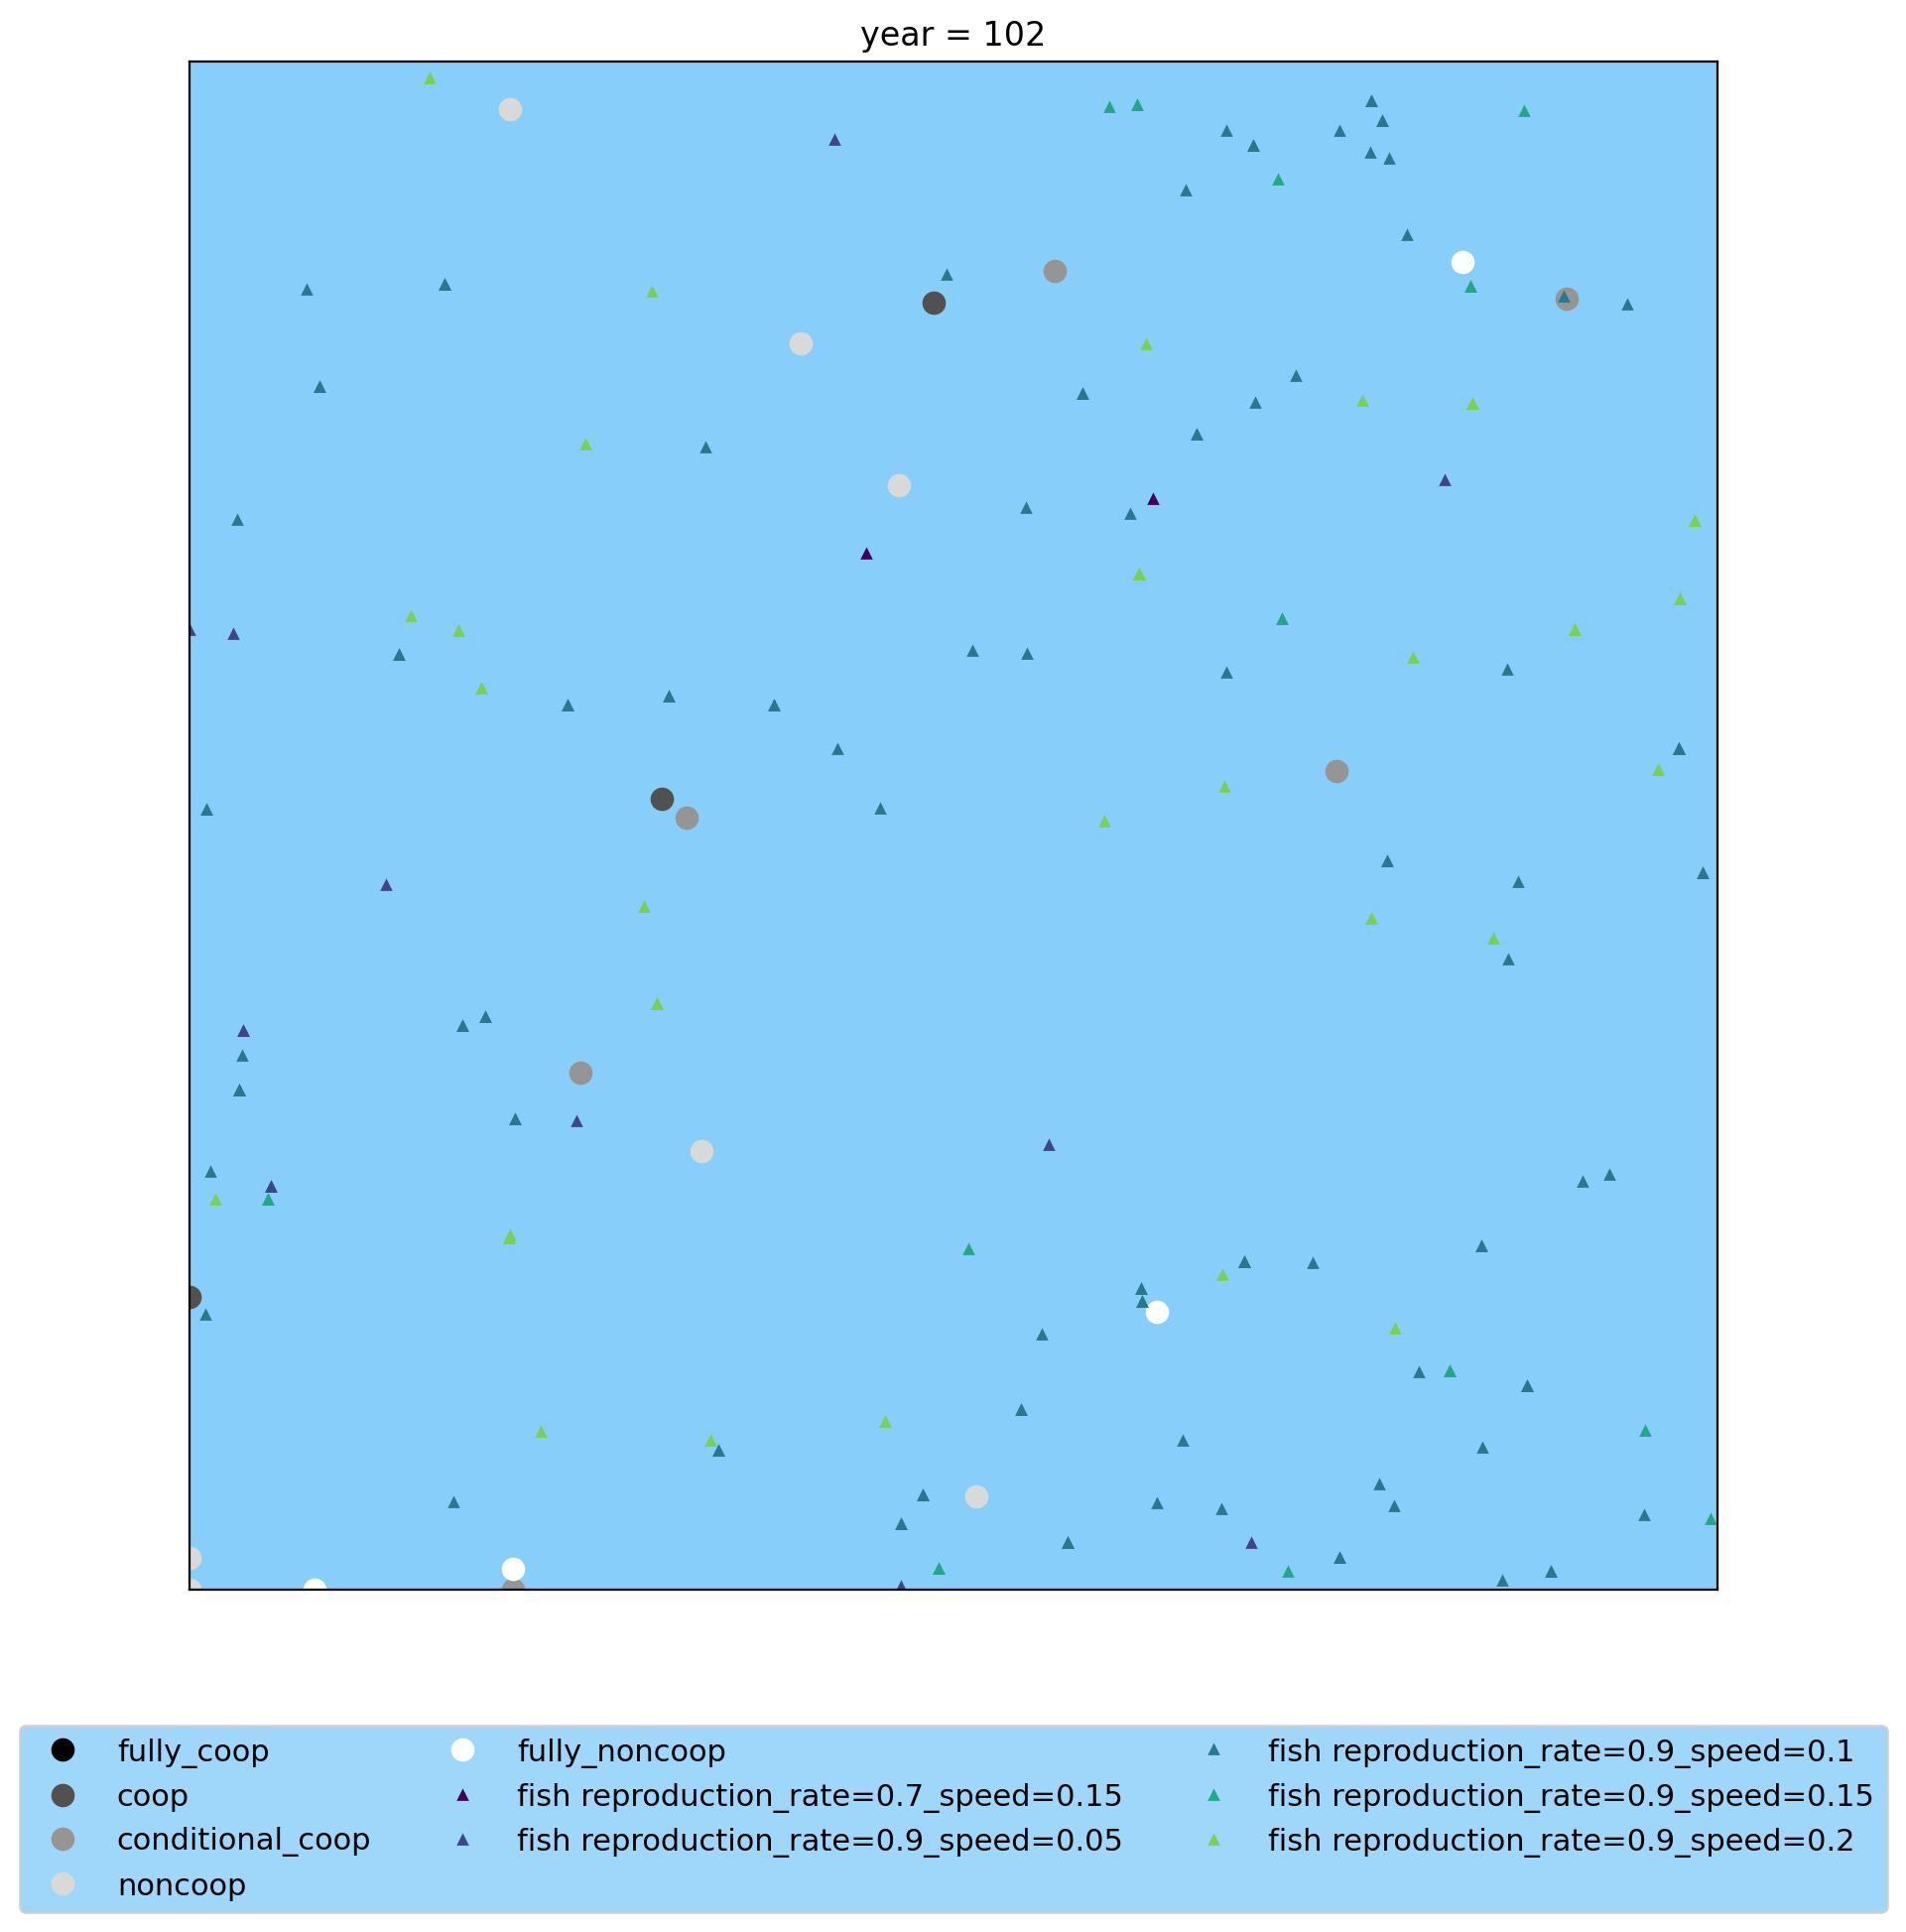 year = 102
fully_coop
coop
conditional_coop
noncoop
fully_noncoop
fish reproduction_rate=0.7_speed=0.15
fish reproduction_rate=0.9_speed=0.05
fish reproduction_rate=0.9_speed=0.1
fish reproduction_rate=0.9_speed=0.15
fish reproduction_rate=0.9_speed=0.2